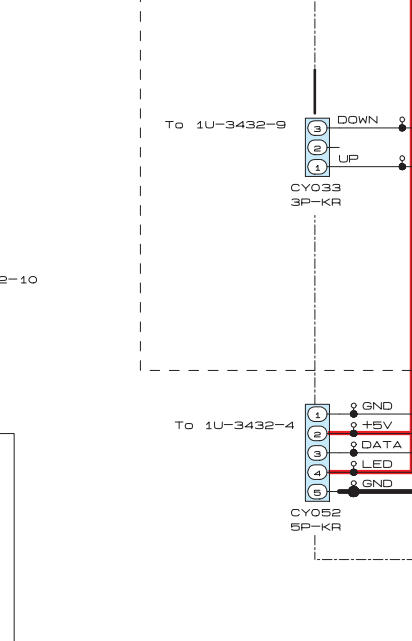 DOWN
To 1U-3432-9
3
2
UP
1
CY033
3P-KR
2-10
GND
1
To 1U-3432-4
+5V
2
DATA
3
LED
4
GND
5
CY052
5P-KR